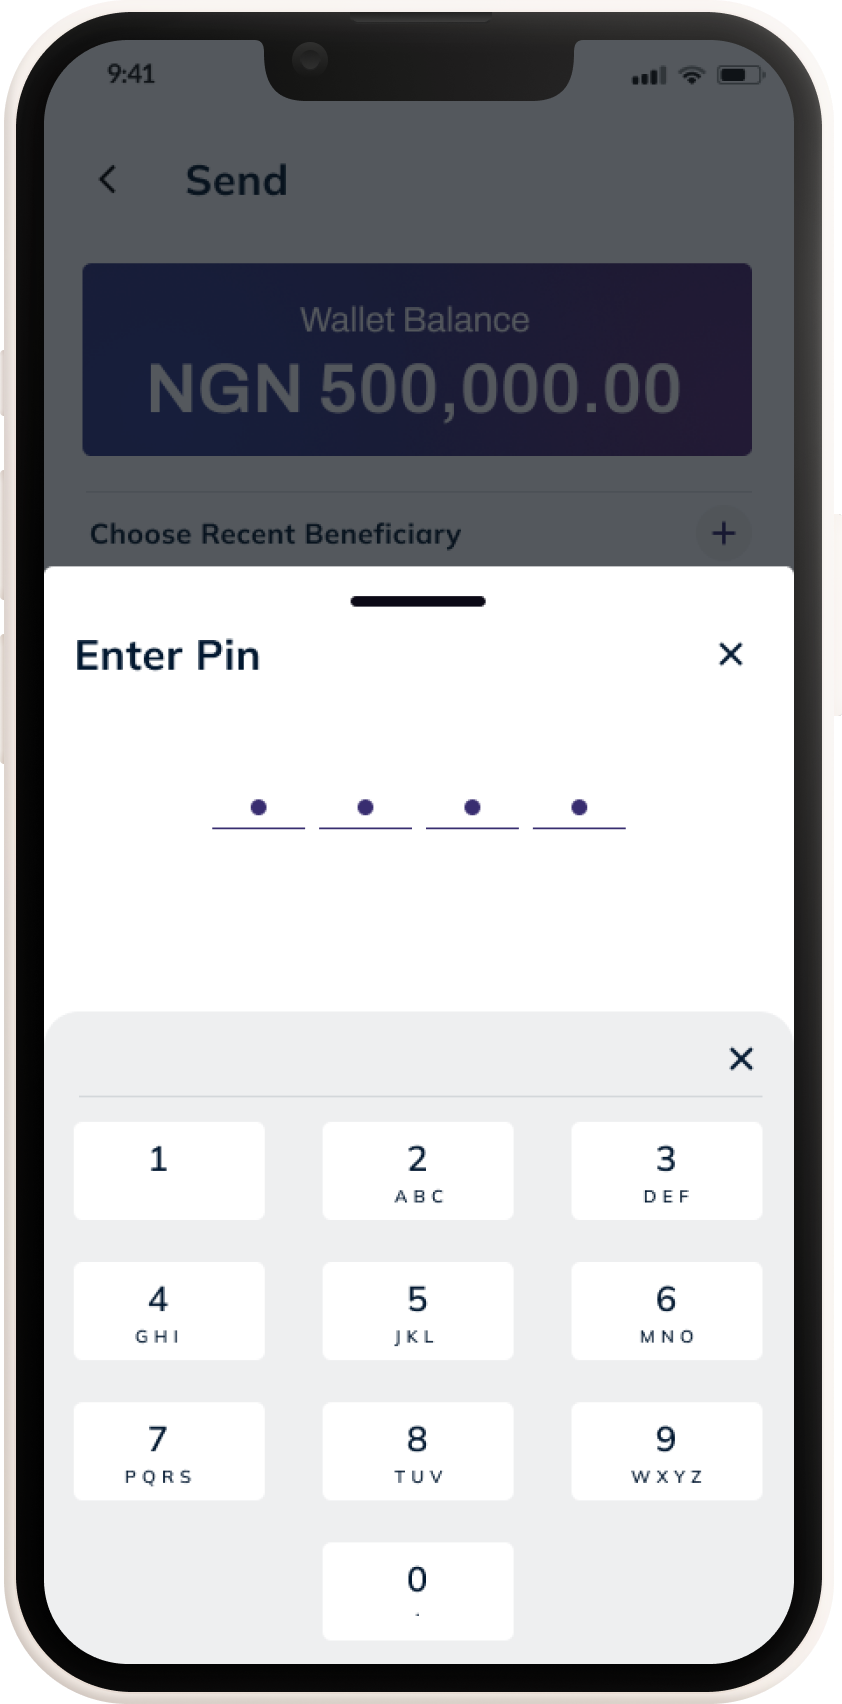 9:41
Send
Wallet Balance
NGN 500,000.00
Choose Recent Beneficiary
Enter Pin
1
2
3
ABC
DEF
4
5
6
GHI
JKL
MNO
7
8
9
PQRS
TUV
WXYZ
0